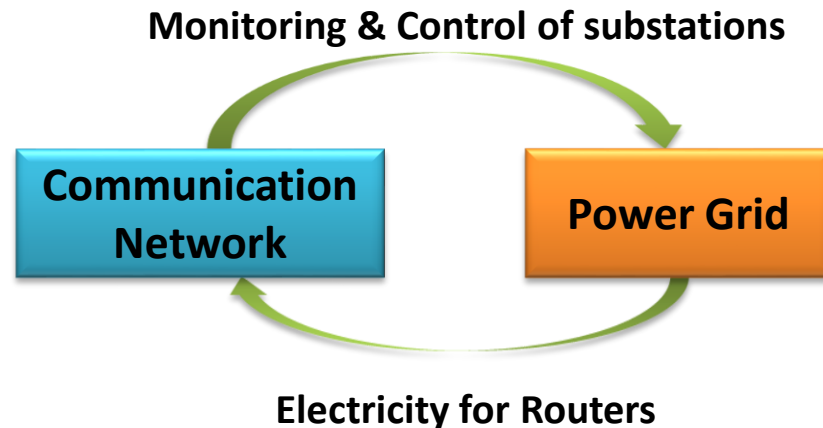 Monitoring & Control of substations
Communication
Network
Power Grid
Electricity for Routers